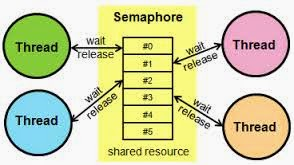 Semaphore
Thread
wait
release
#0
#1
#2
#3
#4
#5
wait
release
Thread
Thread
wait
release
wait
release
Thread
shared resource